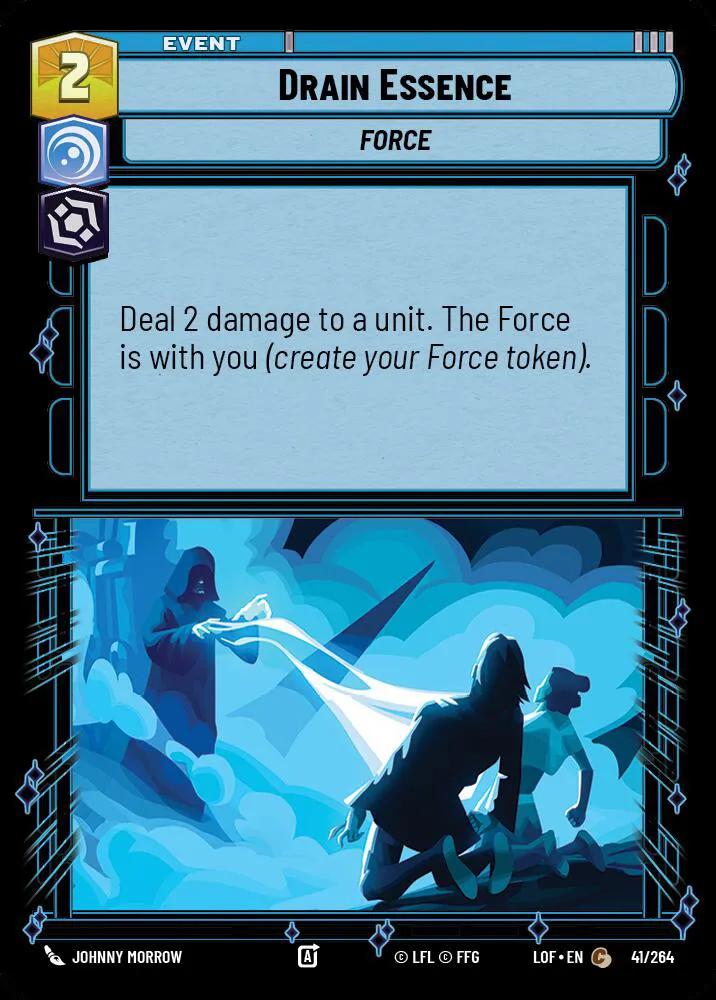 EVENT
2
DRAIN ESSENCE
FORCE
Deal 2 damage to a unit. The Force
is with you (create your Force token).
JOHNNY MORROW
A
© LFL © FFG
LOF • EN
C
41/264